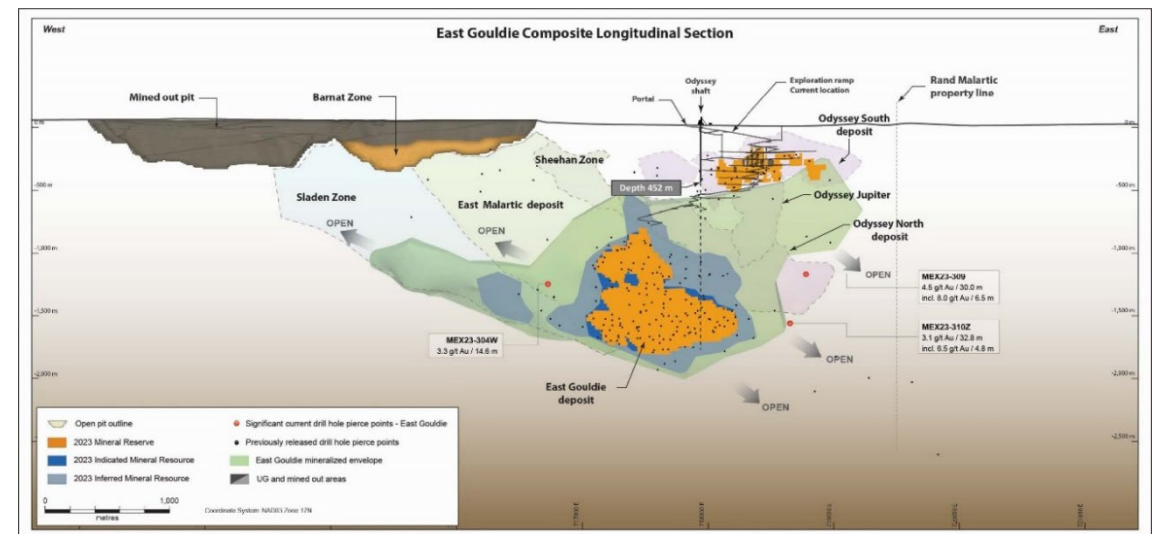 West
East Gouldie Composite Longitudinal Section
East
Mined out pit
Barnat Zone
Portal
Odyssey
shaft
Exploration ramp
Current location
Rand Malartic
property line
Odyssey South
deposit
0 m
0 m
Sheehan Zone
Depth 452 m
-500 m
-500 m
Sladen Zone
East Malartic deposit
Odyssey Jupiter
Odyssey North
deposit
OPEN
OPEN
OPEN
-1,000 m
-1,000 m
MEX23-309
4.5 g/t Au / 30.0 m
incl. 8.0 g/t Au / 6.5 m
-1,500 m
-1,500 m
MEX23-304W
3.3 g/t Au / 14.6 m
MEX23-310Z
3.1 g/t Au / 32.8 m
incl. 6.5 g/t Au / 4.8 m
OPEN
-2,000 m
-2,000 m
East Gouldie
deposit
OPEN
-2,500 m
Open pit outline
2023 Mineral Reserve
2023 Indicated Mineral Resource
2023 Inferred Mineral Resource
Significant current drill hole pierce points - East Gouldie
Previously released drill hole pierce points
East Gouldie mineralized envelope
UG and mined out areas
0
1,000
metres
Coordinate System: NAD83 Zone 17N